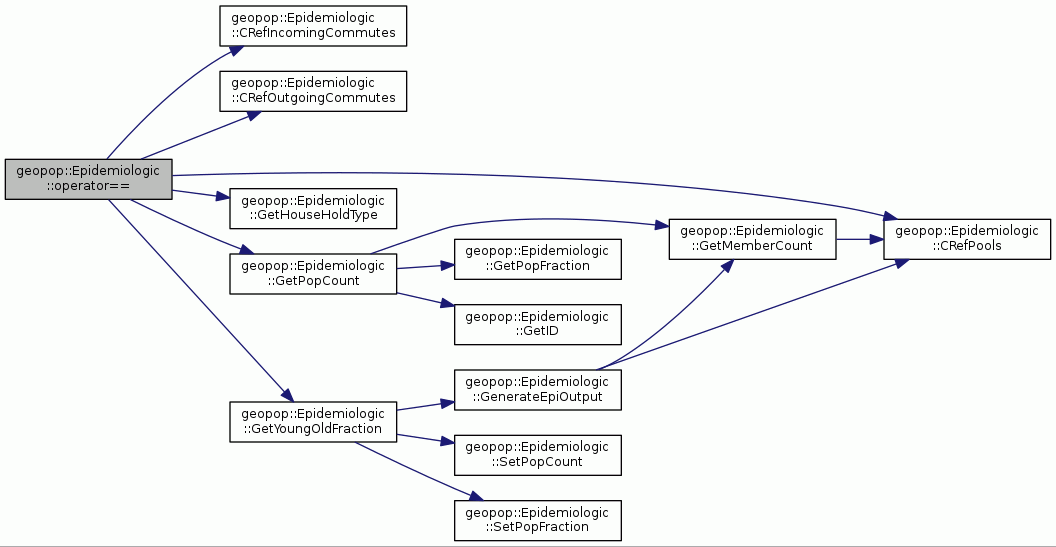 geopop::Epidemiologic
::CRefIncomingCommutes
geopop::Epidemiologic
::CRefOutgoingCommutes
geopop::Epidemiologic
::operator==
geopop::Epidemiologic
::GetHouseHoldType
geopop::Epidemiologic
::GetMemberCount
geopop::Epidemiologic
::CRefPools
geopop::Epidemiologic
::GetPopCount
geopop::Epidemiologic
::GetPopFraction
geopop::Epidemiologic
::GetID
geopop::Epidemiologic
::GenerateEpiOutput
geopop::Epidemiologic
::GetYoungOldFraction
geopop::Epidemiologic
::SetPopCount
geopop::Epidemiologic
::SetPopFraction